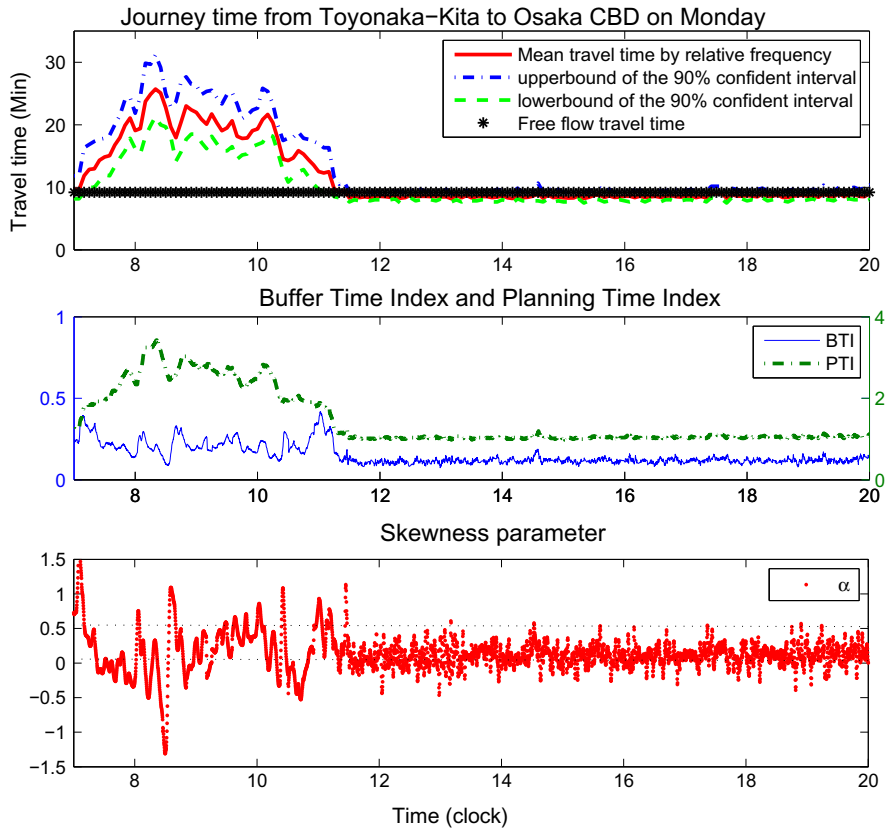 Journey time from Toyonaka−Kita to Osaka CBD on Monday
Travel time (Min)
30
20
10
0
Mean travel time by relative frequency
upperbound of the 90% confident interval
lowerbound of the 90% confident interval
Free flow travel time
8 10 12 14 16 18 20
Buffer Time Index and Planning Time Index
1
0.5
0
4
2
0
BTI
PTI
8 10 12 14 16 18 20
Skewness parameter
1.5
1
0.5
0
−0.5
−1
−1.5
α
8 10 12 14 16 18 20
Time (clock)